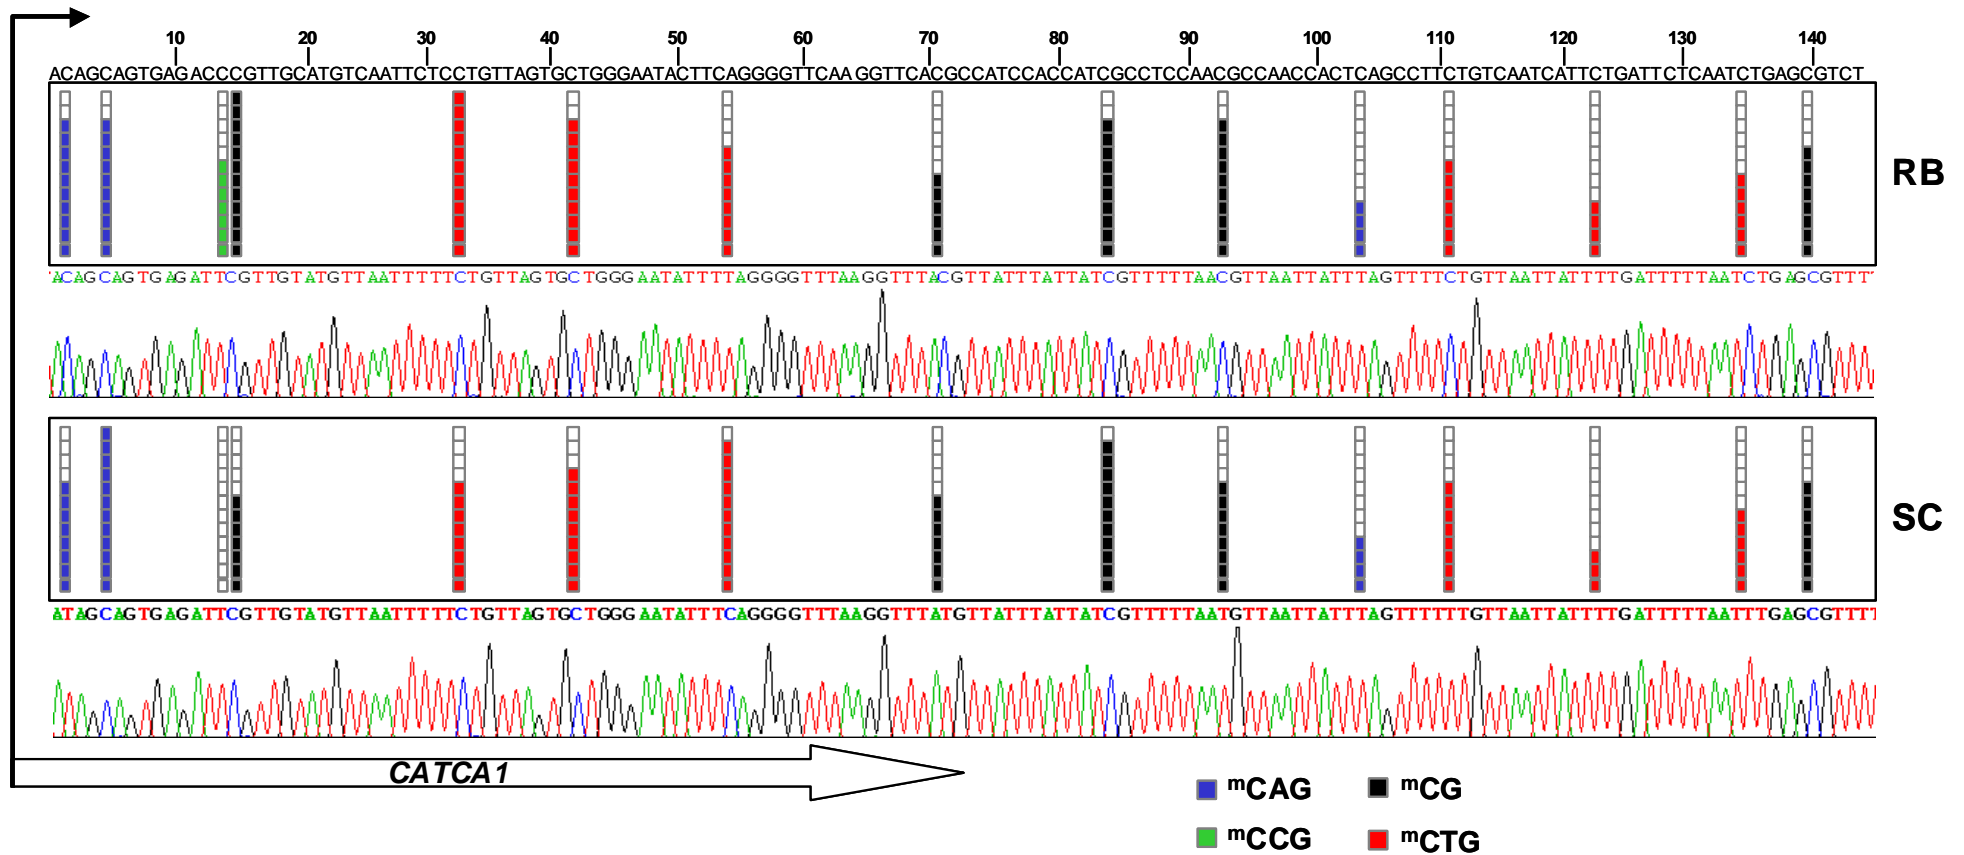 10 20 30 40 50 60 70 80 90 100 110 120 130 140
ACAGCAGTGAGACCCGTTGCATGTCAATTCTCCTGTTAGTGCTGGGAATACTTCAGGGGTTCAAGGTTCACGCCATCCACCATCGCCTCCAACGCCAACCACTCAGCCTTCTGTCAATCATTCTGATTCTCAATCTGAGCGTCT
RB
ACAGCAGTGAGATTCGTTGTATGTTAATTTTTCTGTTAGTGCTGGGAATATTTTAGGGGTTTAAGGTTTACGTTATTTATTATCGTTTTTAACGTTAATTATTTAGTTTTCTGTTAATTATTTTGATTTTTAATCTGAGCGTTT
SC
ATAGCAGTGAGATTCGTTGTATGTTAATTTTTCTGTTAGTGCTGGGAATATTTCAGGGGTTTAAGGTTTATGTTATTTATTATCGTTTTTAATGTTAATTATTTAGTTTTTTGTTAATTATTTTGATTTTTAATTTGAGCGTTTT
CATCA1
mCAG mCG
mCCG mCTG